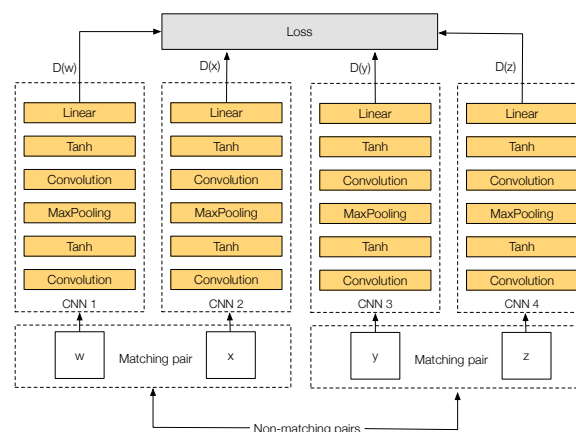 Loss
D(w)
D(x)
D(y)
D(z)
Linear
Linear
Linear
Linear
Tanh
Tanh
Tanh
Tanh
Convolution
Convolution
Convolution
Convolution
MaxPooling
MaxPooling
MaxPooling
MaxPooling
Tanh
Tanh
Tanh
Tanh
Convolution
Convolution
Convolution
Convolution
CNN 1
CNN 2
CNN 3
CNN 4
w
Matching pair
x
y
Matching pair
z
Non-matching pairs